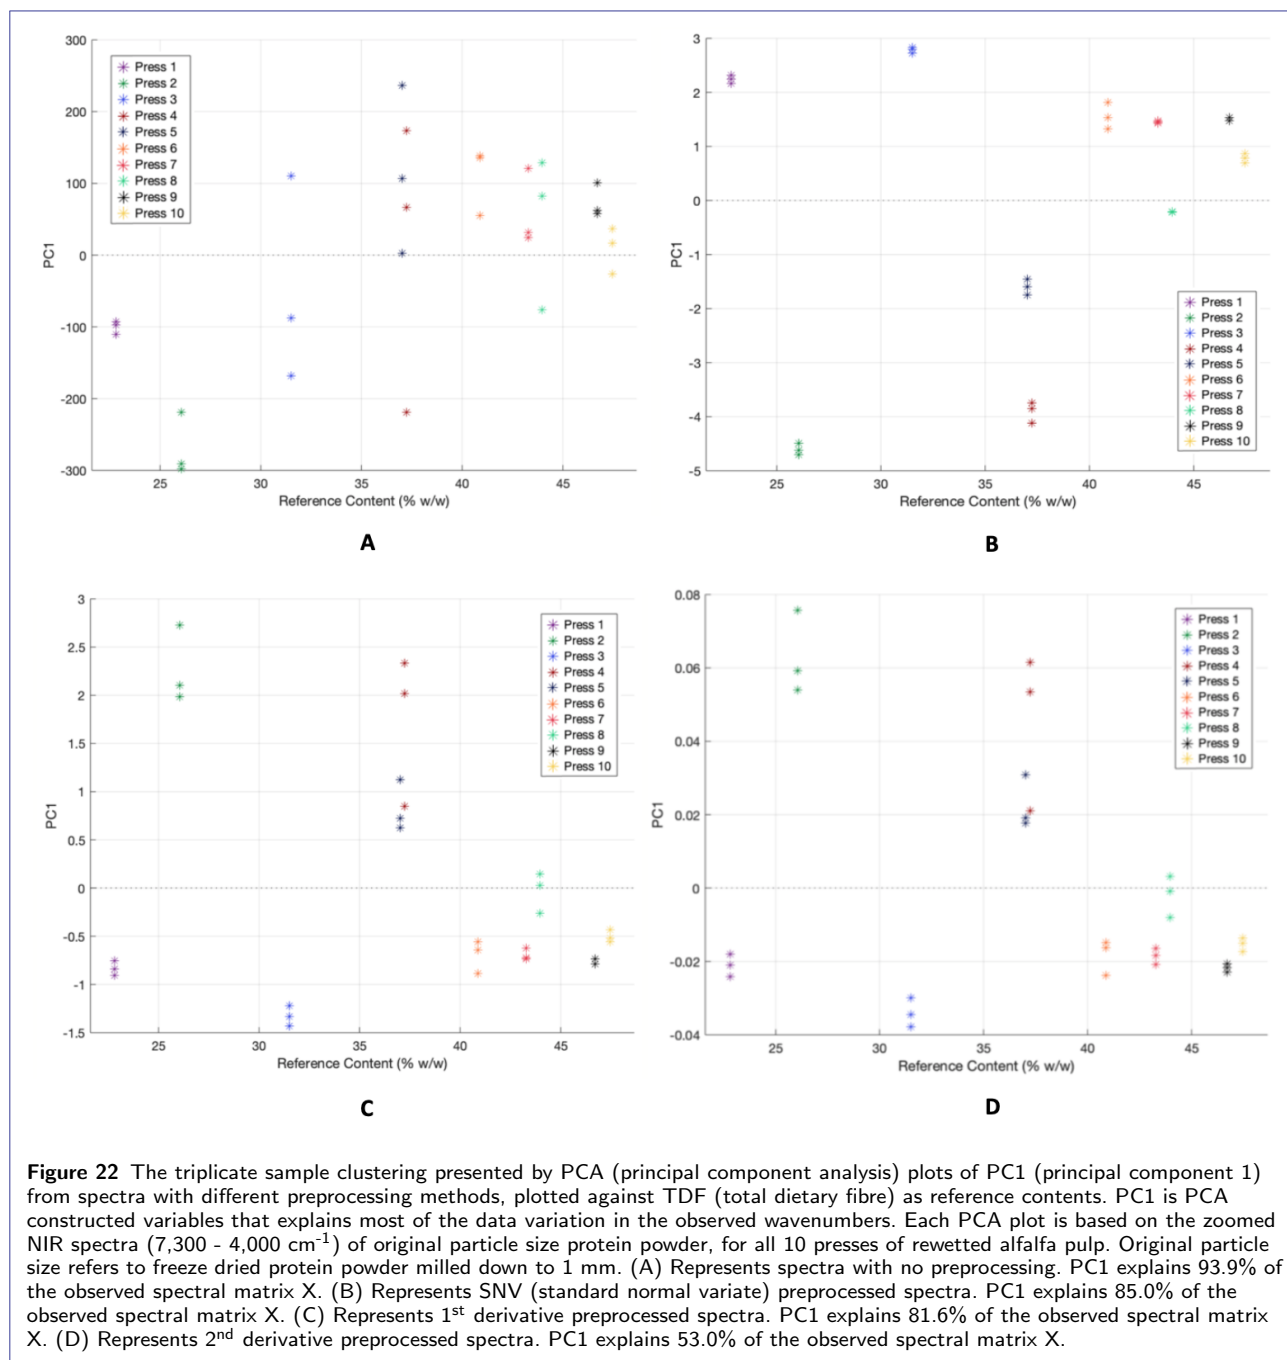 300
200
100
0
-100
-200
-300
PC1
25
30
35
40
45
Reference Content (% w/w)
Press 1
Press 2
Press 3
Press 4
Press 5
Press 6
Press 7
Press 8
Press 9
Press 10
A
3
2
1
0
-1
-2
-3
-4
-5
PC1
25
30
35
40
45
Reference Content (% w/w)
Press 1
Press 2
Press 3
Press 4
Press 5
Press 6
Press 7
Press 8
Press 9
Press 10
B
3
2.5
2
1.5
1
0.5
0
-0.5
-1
-1.5
PC1
25
30
35
40
45
Reference Content (% w/w)
Press 1
Press 2
Press 3
Press 4
Press 5
Press 6
Press 7
Press 8
Press 9
Press 10
C
0.08
0.06
0.04
0.02
0
-0.02
-0.04
PC1
25
30
35
40
45
Reference Content (% w/w)
Press 1
Press 2
Press 3
Press 4
Press 5
Press 6
Press 7
Press 8
Press 9
Press 10
D
Figure 22 The triplicate sample clustering presented by PCA (principal component analysis) plots of PC1 (principal component 1)
from spectra with different preprocessing methods, plotted against TDF (total dietary fibre) as reference contents. PC1 is PCA
constructed variables that explains most of the data variation in the observed wavenumbers. Each PCA plot is based on the zoomed
NIR spectra (7,300 - 4,000 cm⁻¹) of original particle size protein powder, for all 10 presses of rewetted alfalfa pulp. Original particle
size refers to freeze dried protein powder milled down to 1 mm. (A) Represents spectra with no preprocessing. PC1 explains 93.9% of
the observed spectral matrix X. (B) Represents SNV (standard normal variate) preprocessed spectra. PC1 explains 85.0% of the
observed spectral matrix X. (C) Represents 1ˢᵗ derivative preprocessed spectra. PC1 explains 81.6% of the observed spectral matrix
X. (D) Represents 2ⁿᵈ derivative preprocessed spectra. PC1 explains 53.0% of the observed spectral matrix X.